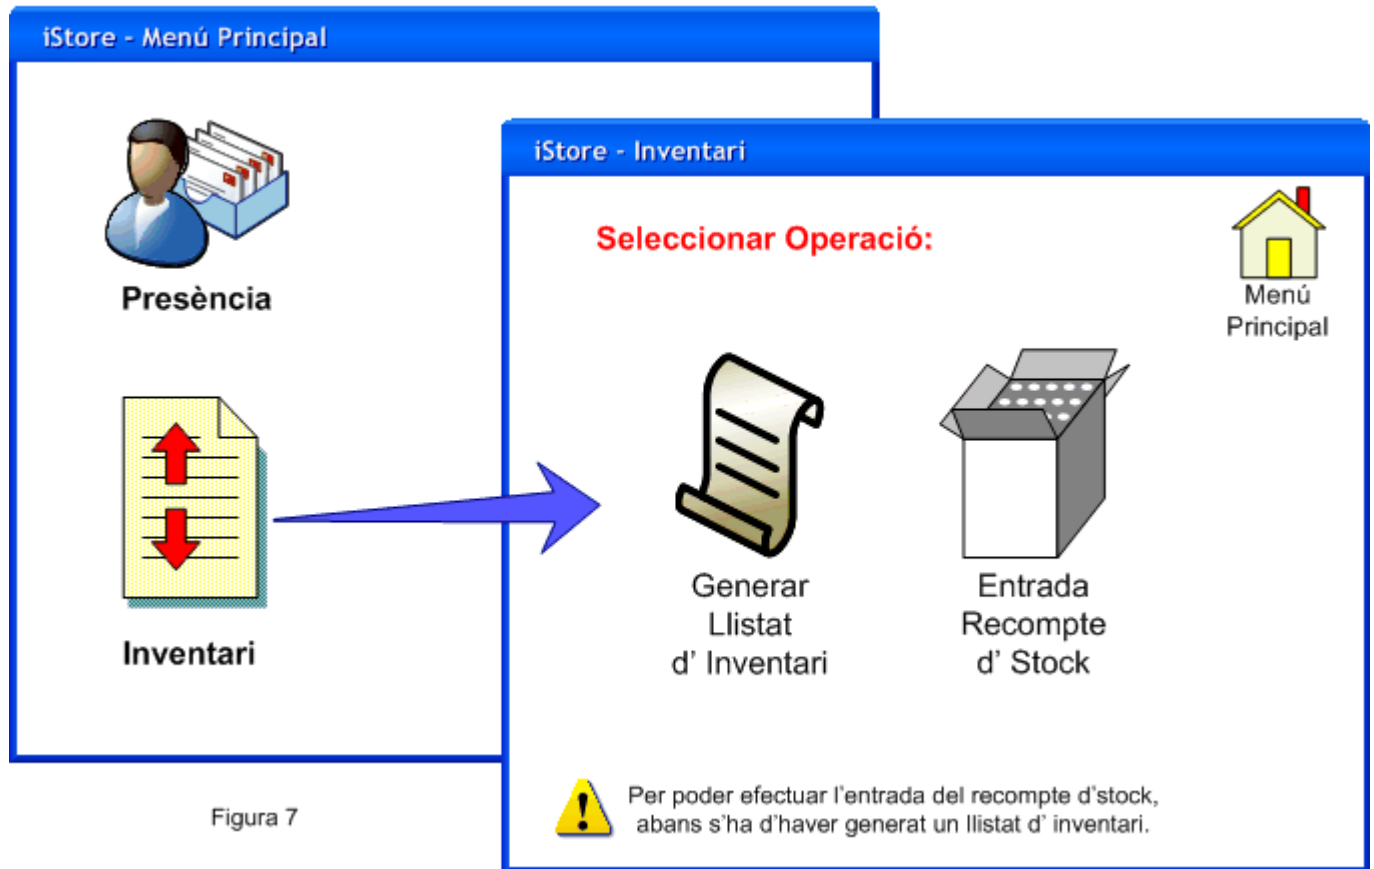 iStore - Menú Principal
Presència
Inventari
Figura 7
iStore - Inventari
Seleccionar Operació:
Menú
Principal
Generar
Llistat
d' Inventari
Entrada
Recompte
d' Stock
Per poder efectuar l'entrada del recompte d'stock,
abans s'ha d'haver generat un llistat d' inventari.